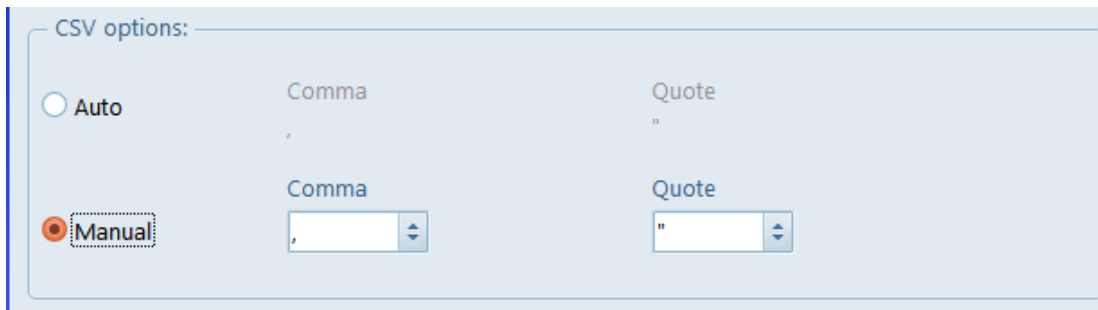 CSV options:
Auto
Comma
Quote
,
"
Comma
Quote
Manual
,
"